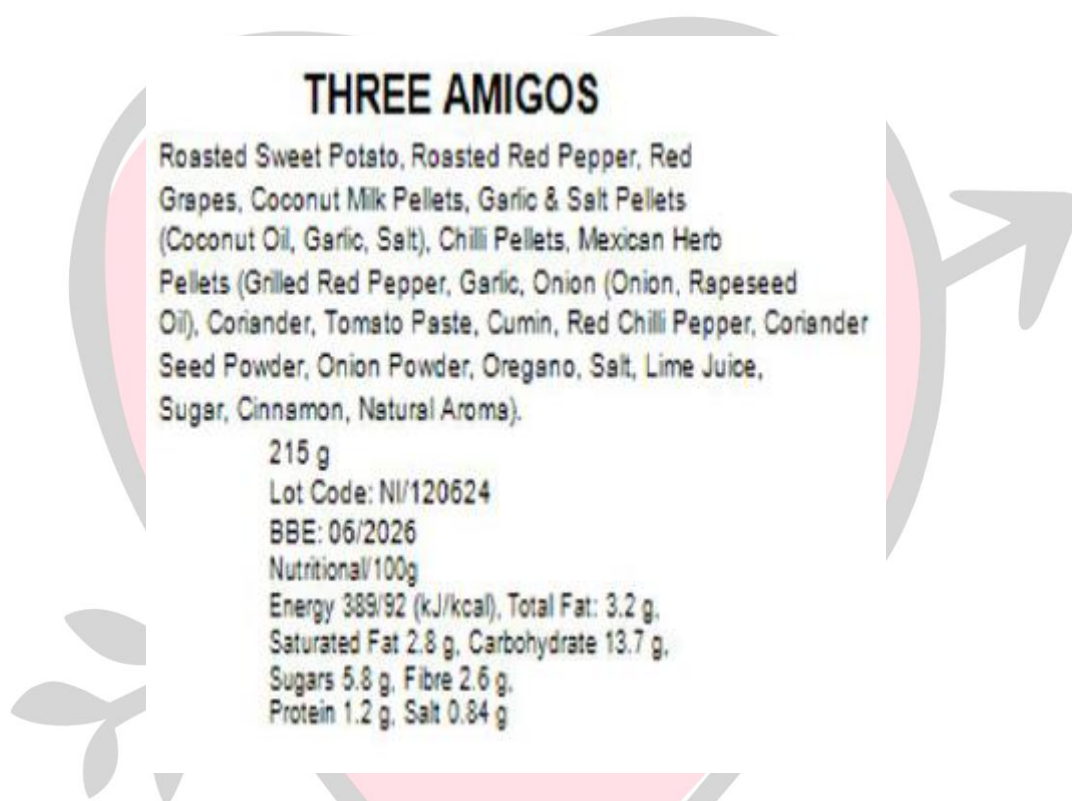 THREE AMIGOS
Roasted Sweet Potato, Roasted Red Pepper, Red
Grapes, Coconut Milk Pellets, Garlic & Salt Pellets
(Coconut Oil, Garlic, Salt), Chilli Pellets, Mexican Herb
Pellets (Grilled Red Pepper, Garlic, Onion (Onion, Rapeseed
Oil), Coriander, Tomato Paste, Cumin, Red Chilli Pepper, Coriander
Seed Powder, Onion Powder, Oregano, Salt, Lime Juice,
Sugar, Cinnamon, Natural Aroma).
215 g
Lot Code: NI/120624
BBE: 06/2026
Nutritional/100g
Energy 389/92 (kJ/kcal), Total Fat: 3.2 g,
Saturated Fat 2.8 g, Carbohydrate 13.7 g,
Sugars 5.8 g, Fibre 2.6 g,
Protein 1.2 g, Salt 0.84 g